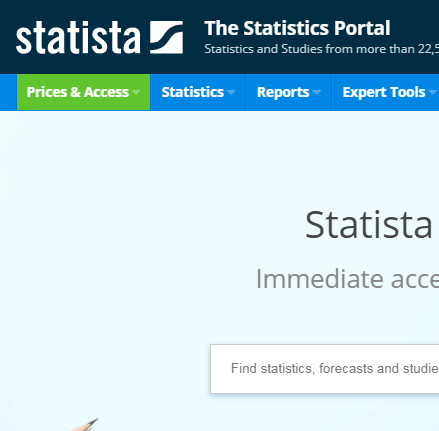 statista
The Statistics Portal
Statistics and Studies from more than 22,5
Prices & Access Statistics Reports Expert Tools
Statista
Immediate acce
Find statistics, forecasts and studie